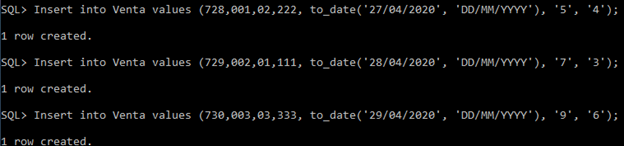 SQL> Insert into Venta values (728,001,02,222, to_date('27/04/2020', 'DD/MM/YYYY'), '5', '4');
1 row created.
SQL> Insert into Venta values (729,002,01,111, to_date('28/04/2020', 'DD/MM/YYYY'), '7', '3');
1 row created.
SQL> Insert into Venta values (730,003,03,333, to_date('29/04/2020', 'DD/MM/YYYY'), '9', '6');
1 row created.